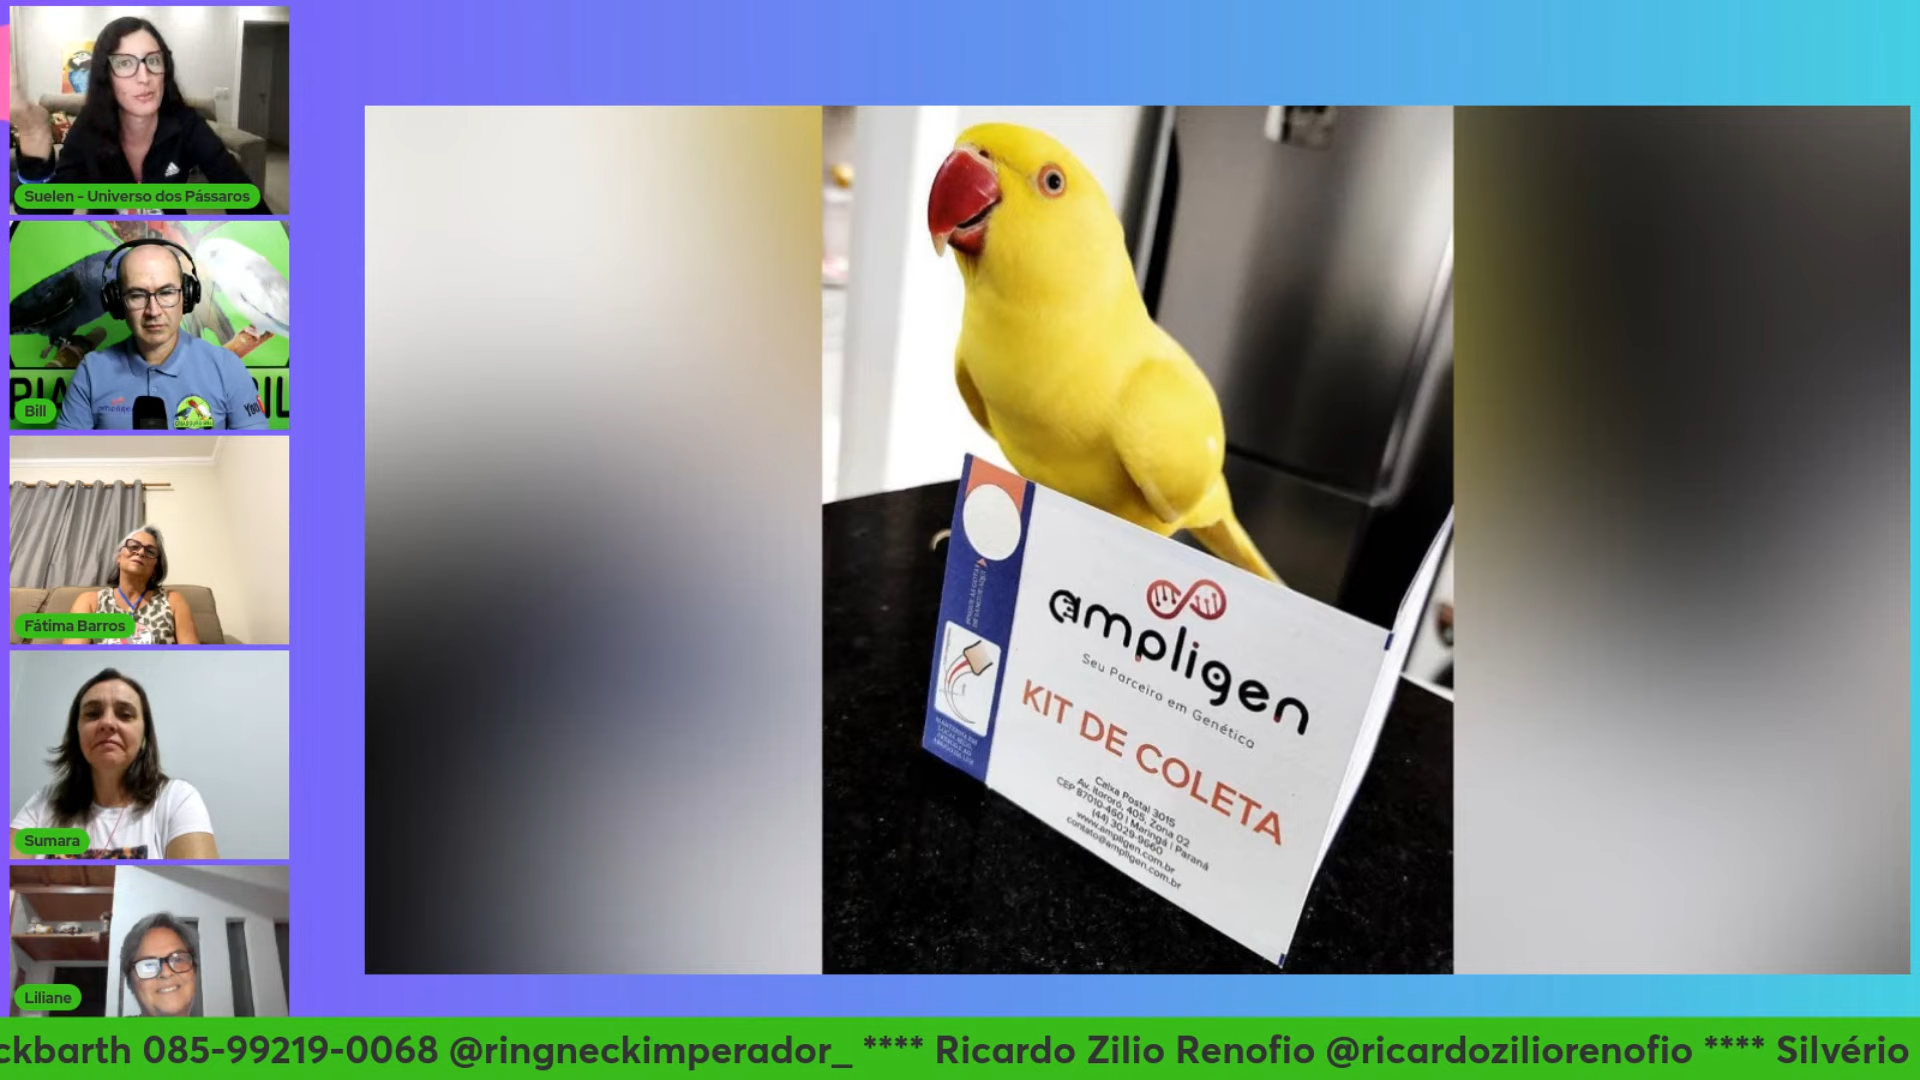 Suelen - Universo dos Pássaros
Bill
Fátima Barros
Sumara
Liliane
ampligen
Seu Parceiro em Genética
KIT DE COLETA
Caixa Postal 3015
Av. Itororó, 405, Zona 02
CEP 87010-460 | Maringá | Paraná
(44) 3029-9660
www.ampligen.com.br
contato@ampligen.com.br
ckbarth 085-99219-0068 @ringneckimperador_ **** Ricardo Zilio Renofio @ricardoziliorenofio **** Silvério